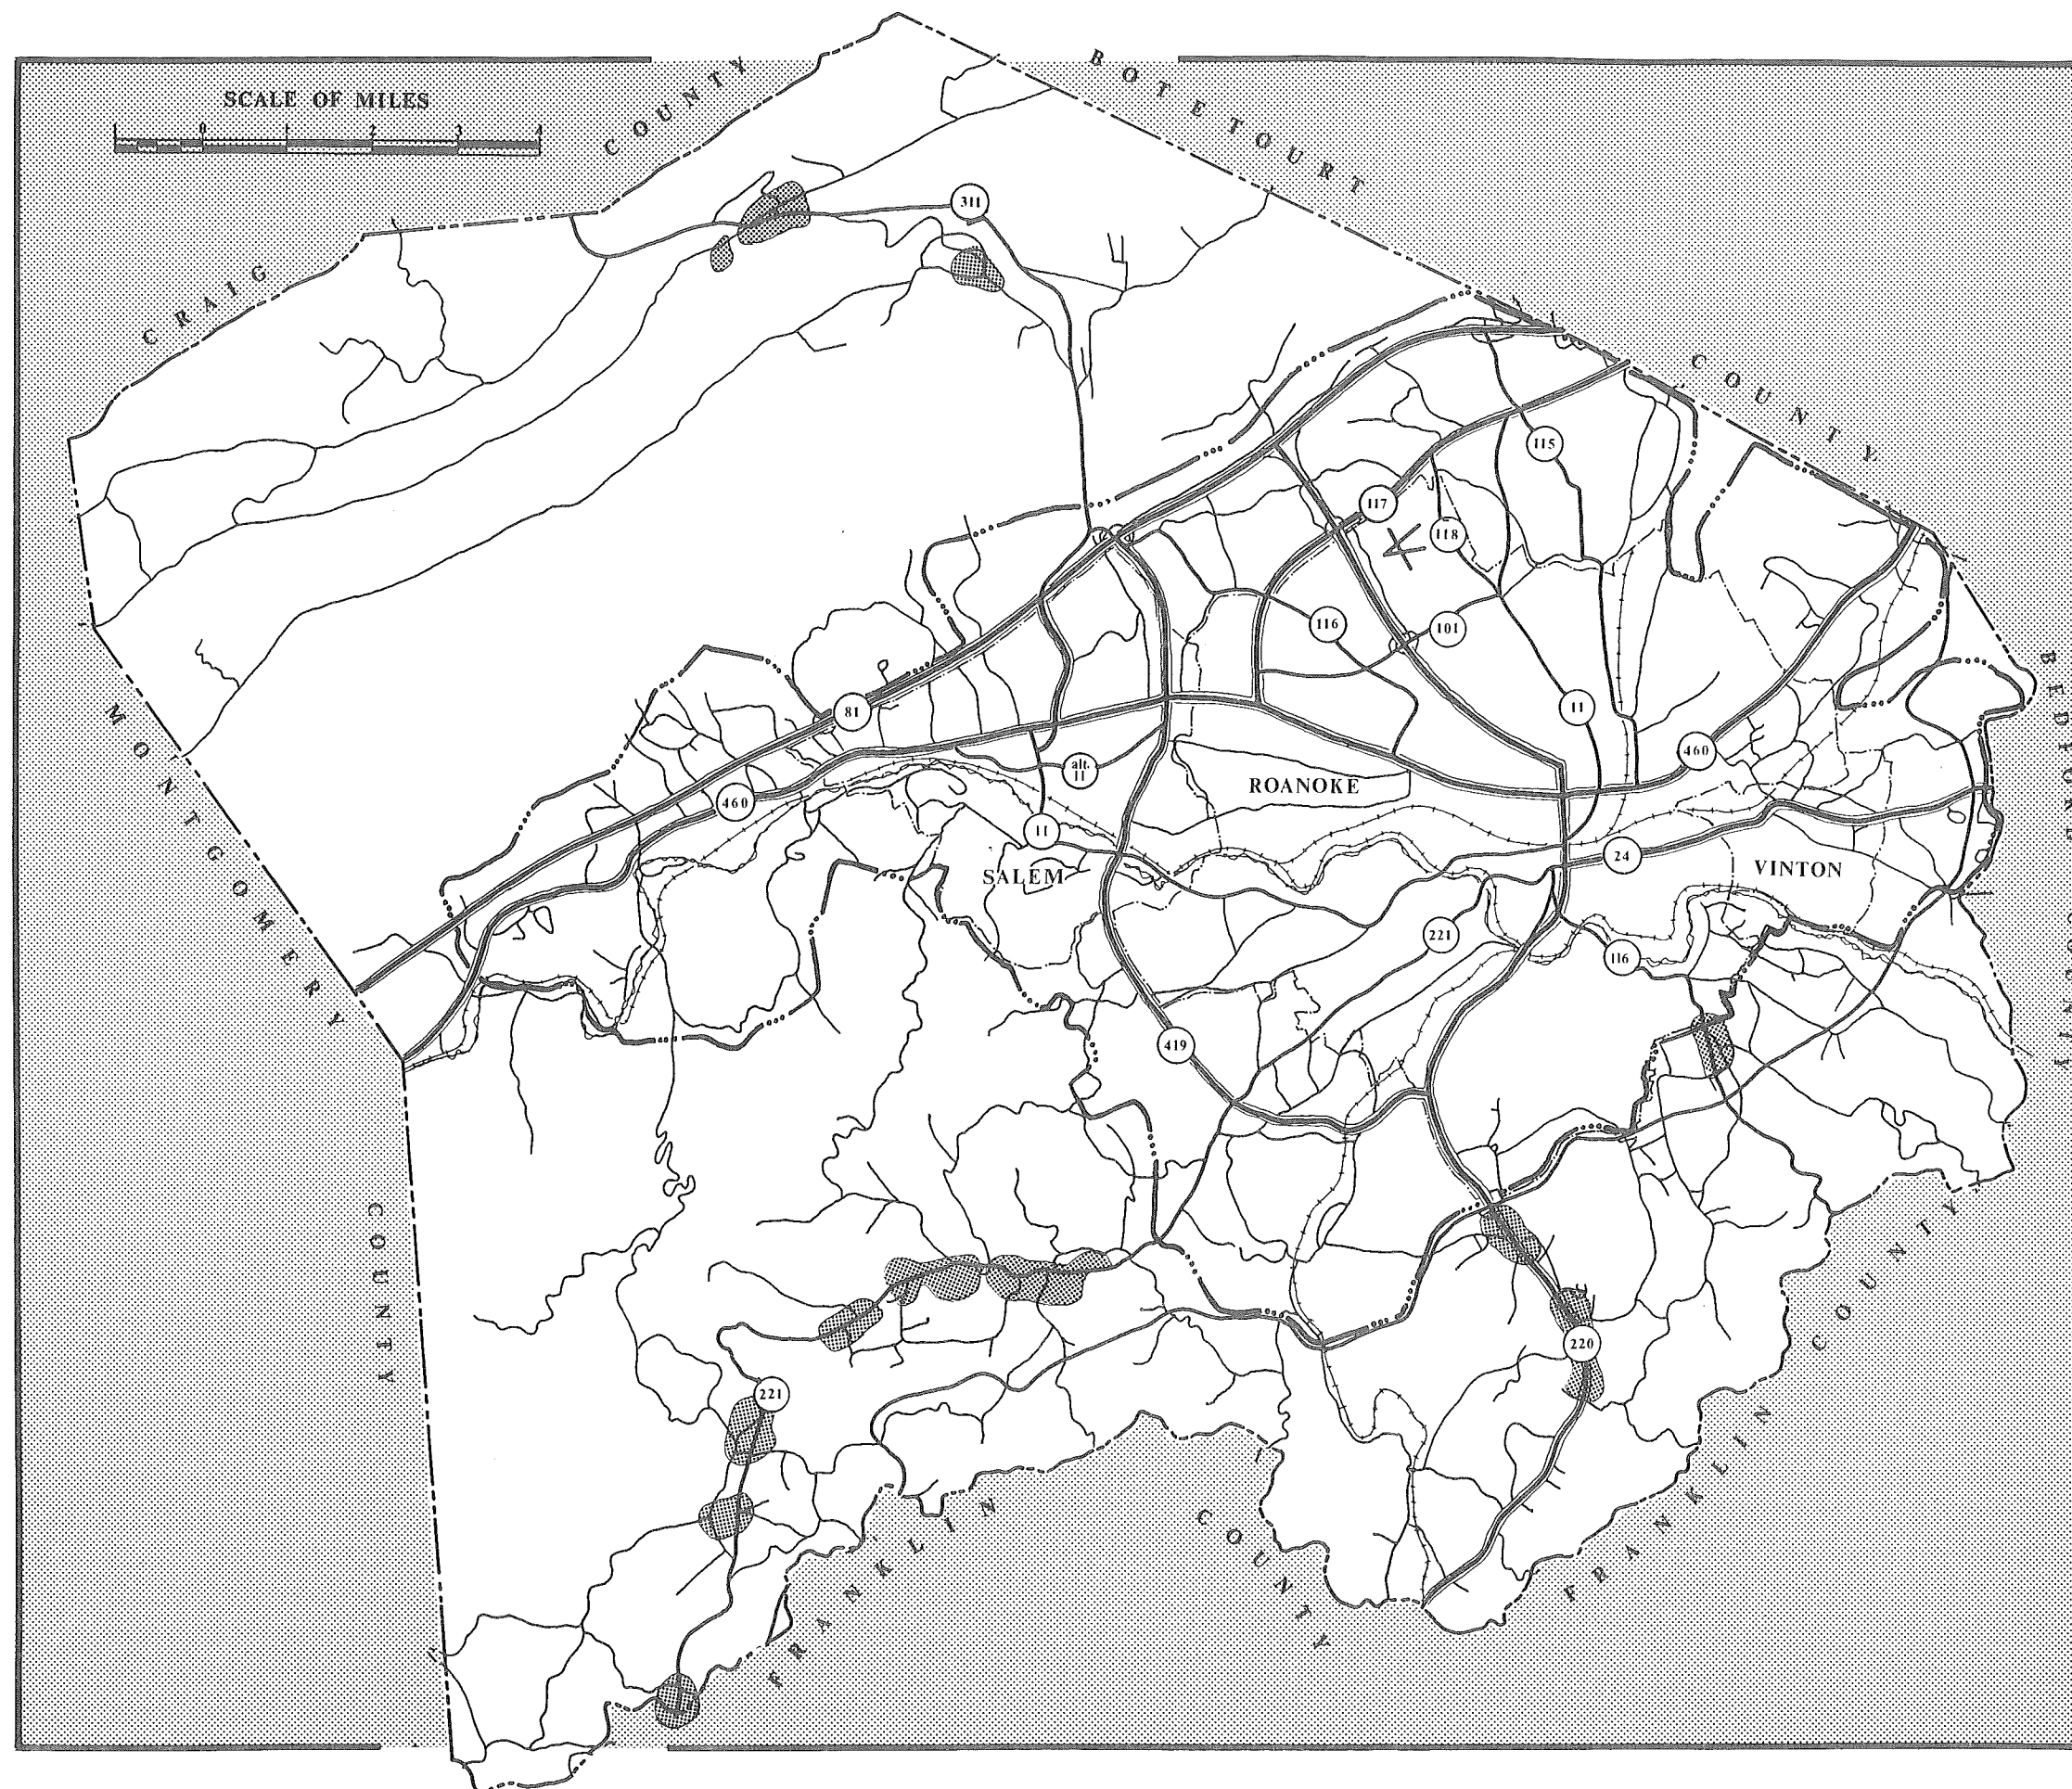 SCALE OF MILES
1 0 1 2 3 4
CRAIG COUNTY
BOTETOURT COUNTY
311
115
117
118
116
101
81
11
460
alt. 11
ROANOKE
460
11
SALEM
24
VINTON
221
116
419
MONTGOMERY COUNTY
BEDFORD COUNTY
220
221
FRANKLIN COUNTY
FRANKLIN COUNTY